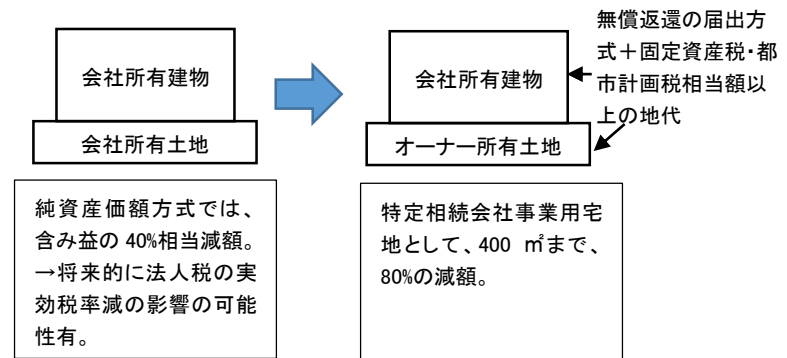 会社所有建物
会社所有土地
純資産価額方式では、
含み益の 40%相当減額。
→将来的に法人税の実
効税率減の影響の可能
性有。
会社所有建物
オーナー所有土地
無償返還の届出方
式＋固定資産税・都
市計画税相当額以
上の地代
特定相続会社事業用宅
地として、400 ㎡まで、
80%の減額。